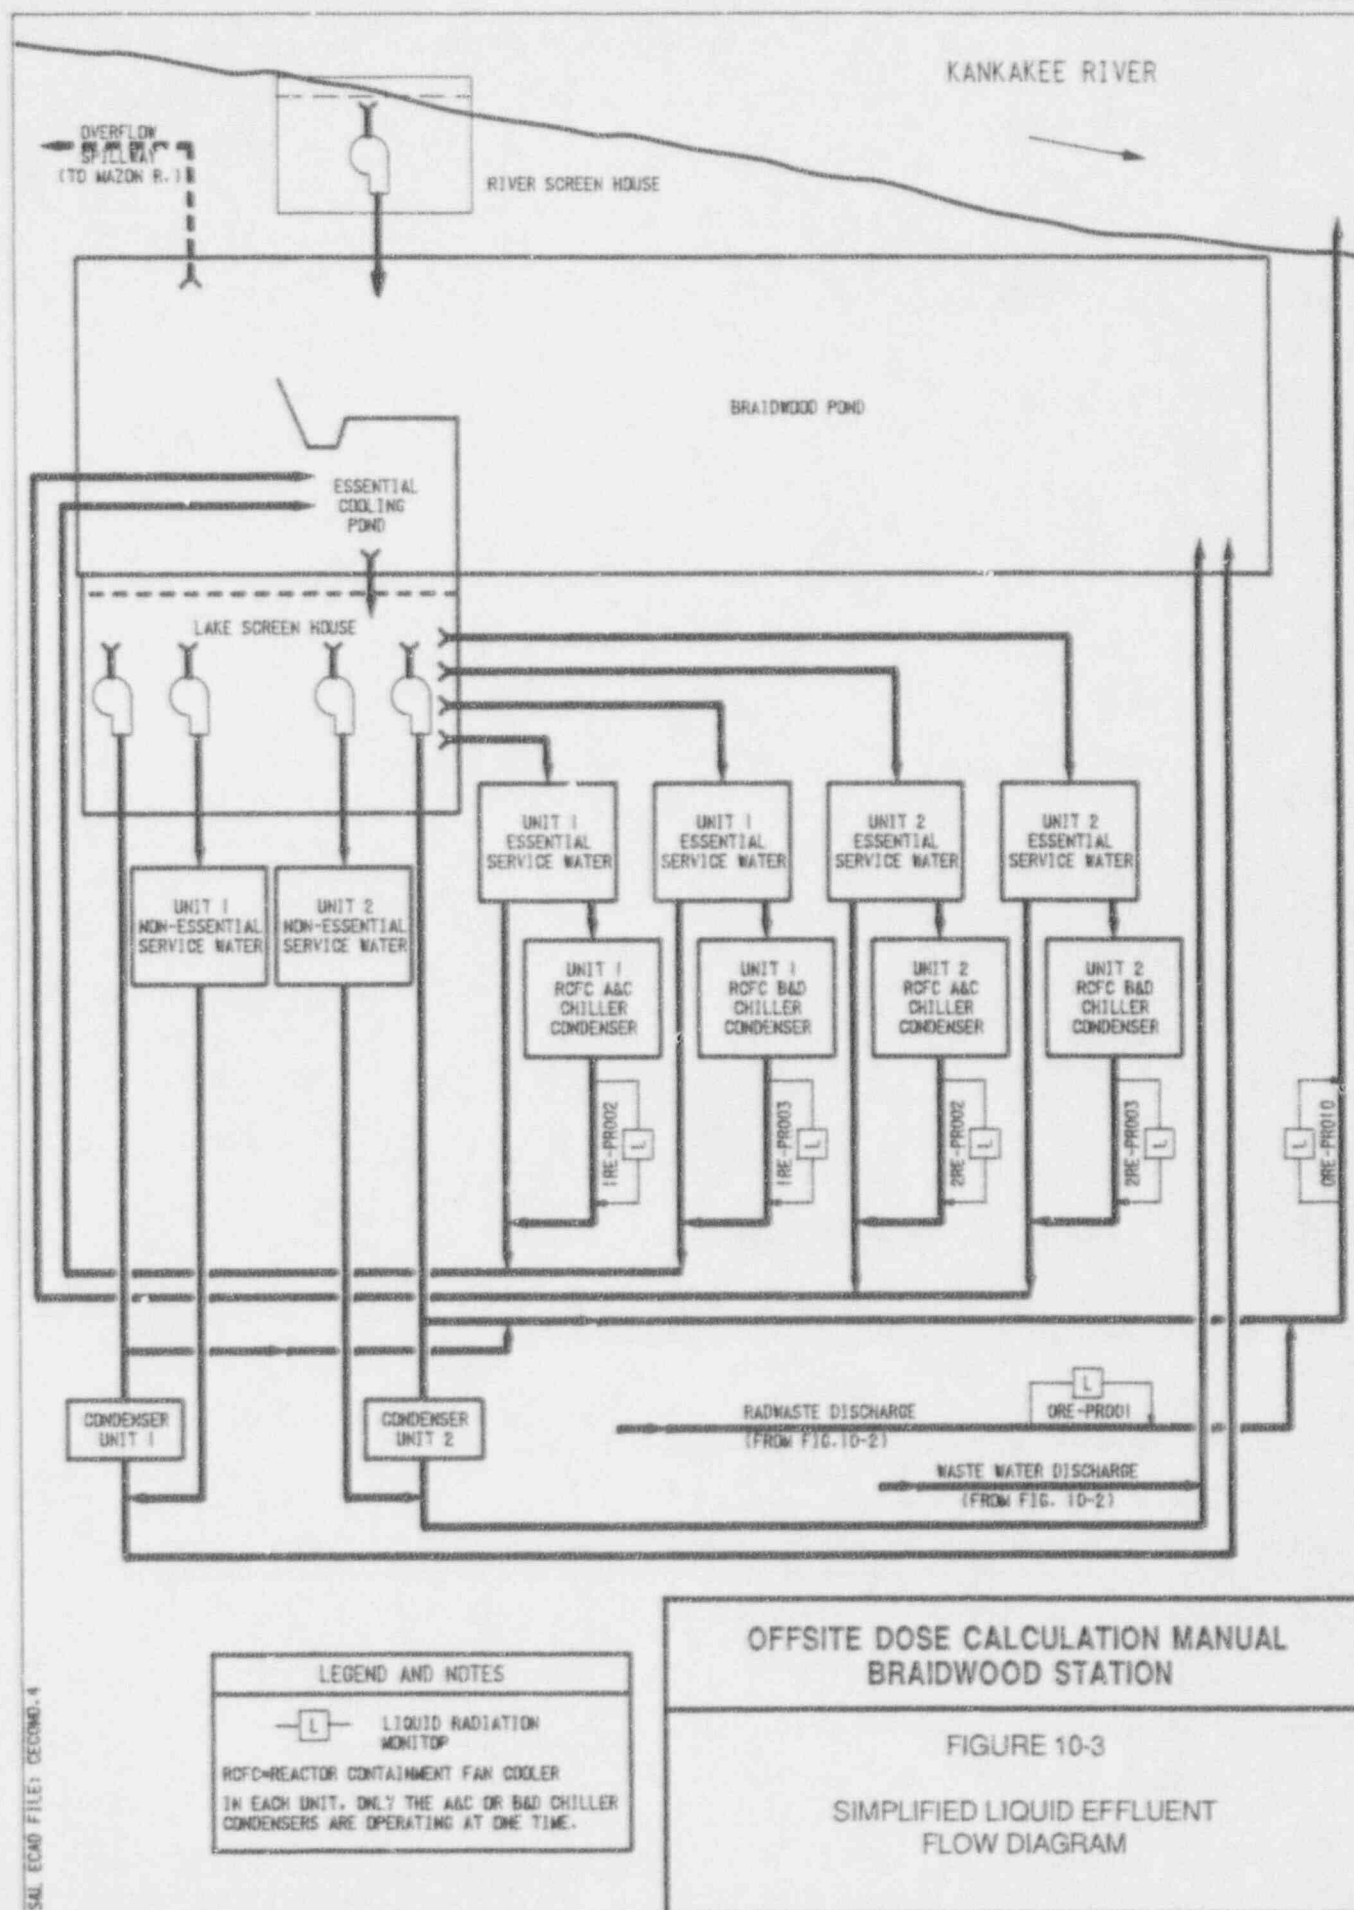 KANKAKEE RIVER
OVERFLOW
SPILLWAY
(TO MAZON R.)
RIVER SCREEN HOUSE
BRAIDWOOD POND
ESSENTIAL
COOLING
POND
LAKE SCREEN HOUSE
UNIT 1
ESSENTIAL
SERVICE WATER
UNIT 1
ESSENTIAL
SERVICE WATER
UNIT 2
ESSENTIAL
SERVICE WATER
UNIT 2
ESSENTIAL
SERVICE WATER
UNIT 1
NON-ESSENTIAL
SERVICE WATER
UNIT 2
NON-ESSENTIAL
SERVICE WATER
UNIT 1
RCFC A&C
CHILLER
CONDENSER
UNIT 1
RCFC B&D
CHILLER
CONDENSER
UNIT 2
RCFC A&C
CHILLER
CONDENSER
UNIT 2
RCFC B&D
CHILLER
CONDENSER
1RE-PR002
L
1RE-PR003
L
2RE-PR002
L
2RE-PR003
L
L
0RE-PR010
CONDENSER
UNIT 1
CONDENSER
UNIT 2
L
RADWASTE DISCHARGE
0RE-PR001
(FROM FIG.10-2)
WASTE WATER DISCHARGE
(FROM FIG. 10-2)
LEGEND AND NOTES
L LIQUID RADIATION
MONITOR
RCFC=REACTOR CONTAINMENT FAN COOLER
IN EACH UNIT, ONLY THE A&C OR B&D CHILLER
CONDENSERS ARE OPERATING AT ONE TIME.
OFFSITE DOSE CALCULATION MANUAL
BRAIDWOOD STATION
FIGURE 10-3
SIMPLIFIED LIQUID EFFLUENT
FLOW DIAGRAM
SAL ECAD FILE: CECOMO.4